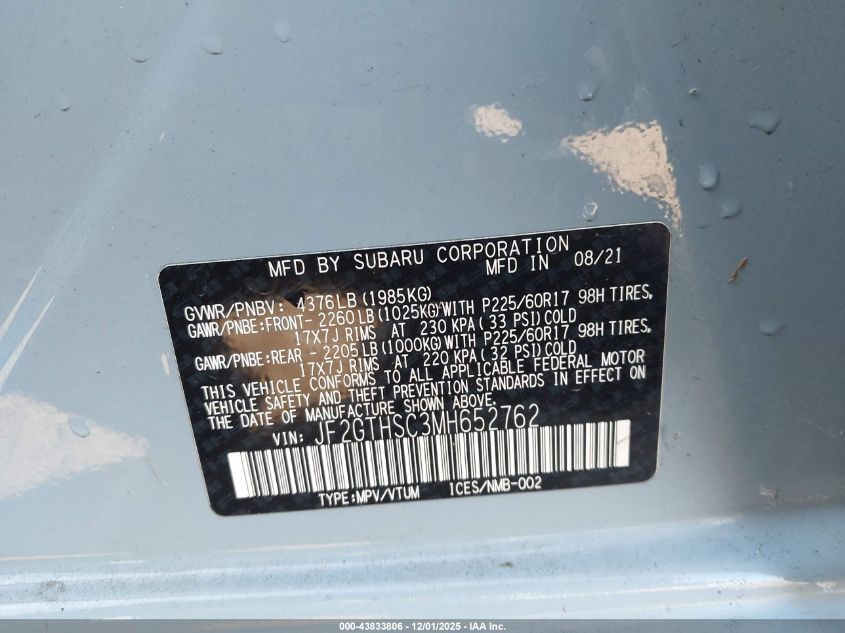 MFD BY SUBARU CORPORATION
MFD IN 08/21
GVWR/PNBV: 4376LB(1985KG)
GAWR/PNBE:FRONT- 2260LB(1025KG)WITH P225/60R17 98H TIRES,
17X7J RIMS AT 230 KPA(33 PSI)COLD
GAWR/PNBE:REAR - 2205LB(1000KG)WITH P225/60R17 98H TIRES,
17X7J RIMS AT 220 KPA(32 PSI)COLD
THIS VEHICLE CONFORMS TO ALL APPLICABLE FEDERAL MOTOR
VEHICLE SAFETY AND THEFT PREVENTION STANDARDS IN EFFECT ON
THE DATE OF MANUFACTURE SHOWN ABOVE.
VIN: JF2GTHSC3MH652762
TYPE:MPV/VTUM ICES/NMB-002
000-43833806 - 12/01/2025 - IAA Inc.